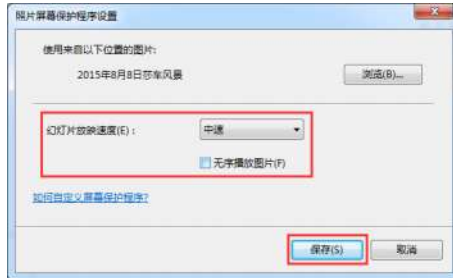 照片屏幕保护程序设置
使用来自以下位置的图片:
2015年8月8日莎车风景
浏览(B)...
幻灯片放映速度(E):
中速
无序播放图片(F)
如何自定义屏幕保护程序?
保存(S)
取消